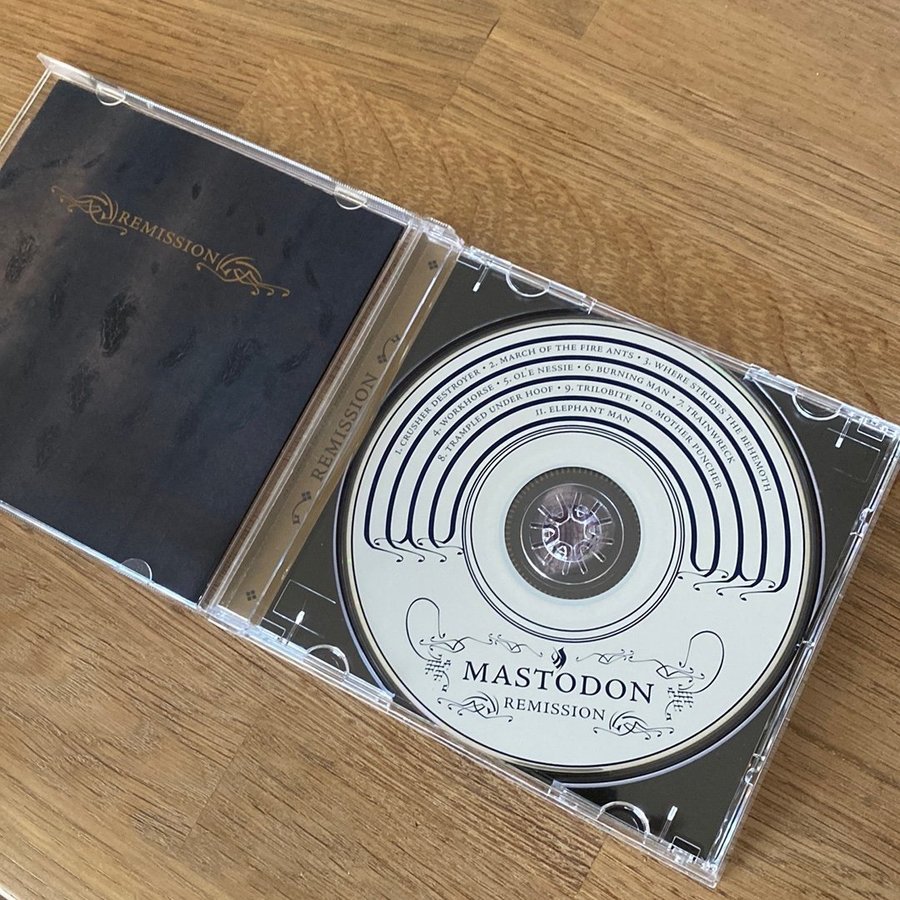 REMISSION
REMISSION
1. CRUSHER DESTROYER • 2. MARCH OF THE FIRE ANTS • 3. WHERE STRIDES THE BEHEMOTH
4. WORKHORSE • 5. OL'E NESSIE • 6. BURNING MAN • 7. TRAINWRECK
8. TRAMPLED UNDER HOOF • 9. TRILOBITE • 10. MOTHER PUNCHER
11. ELEPHANT MAN
MASTODON
REMISSION